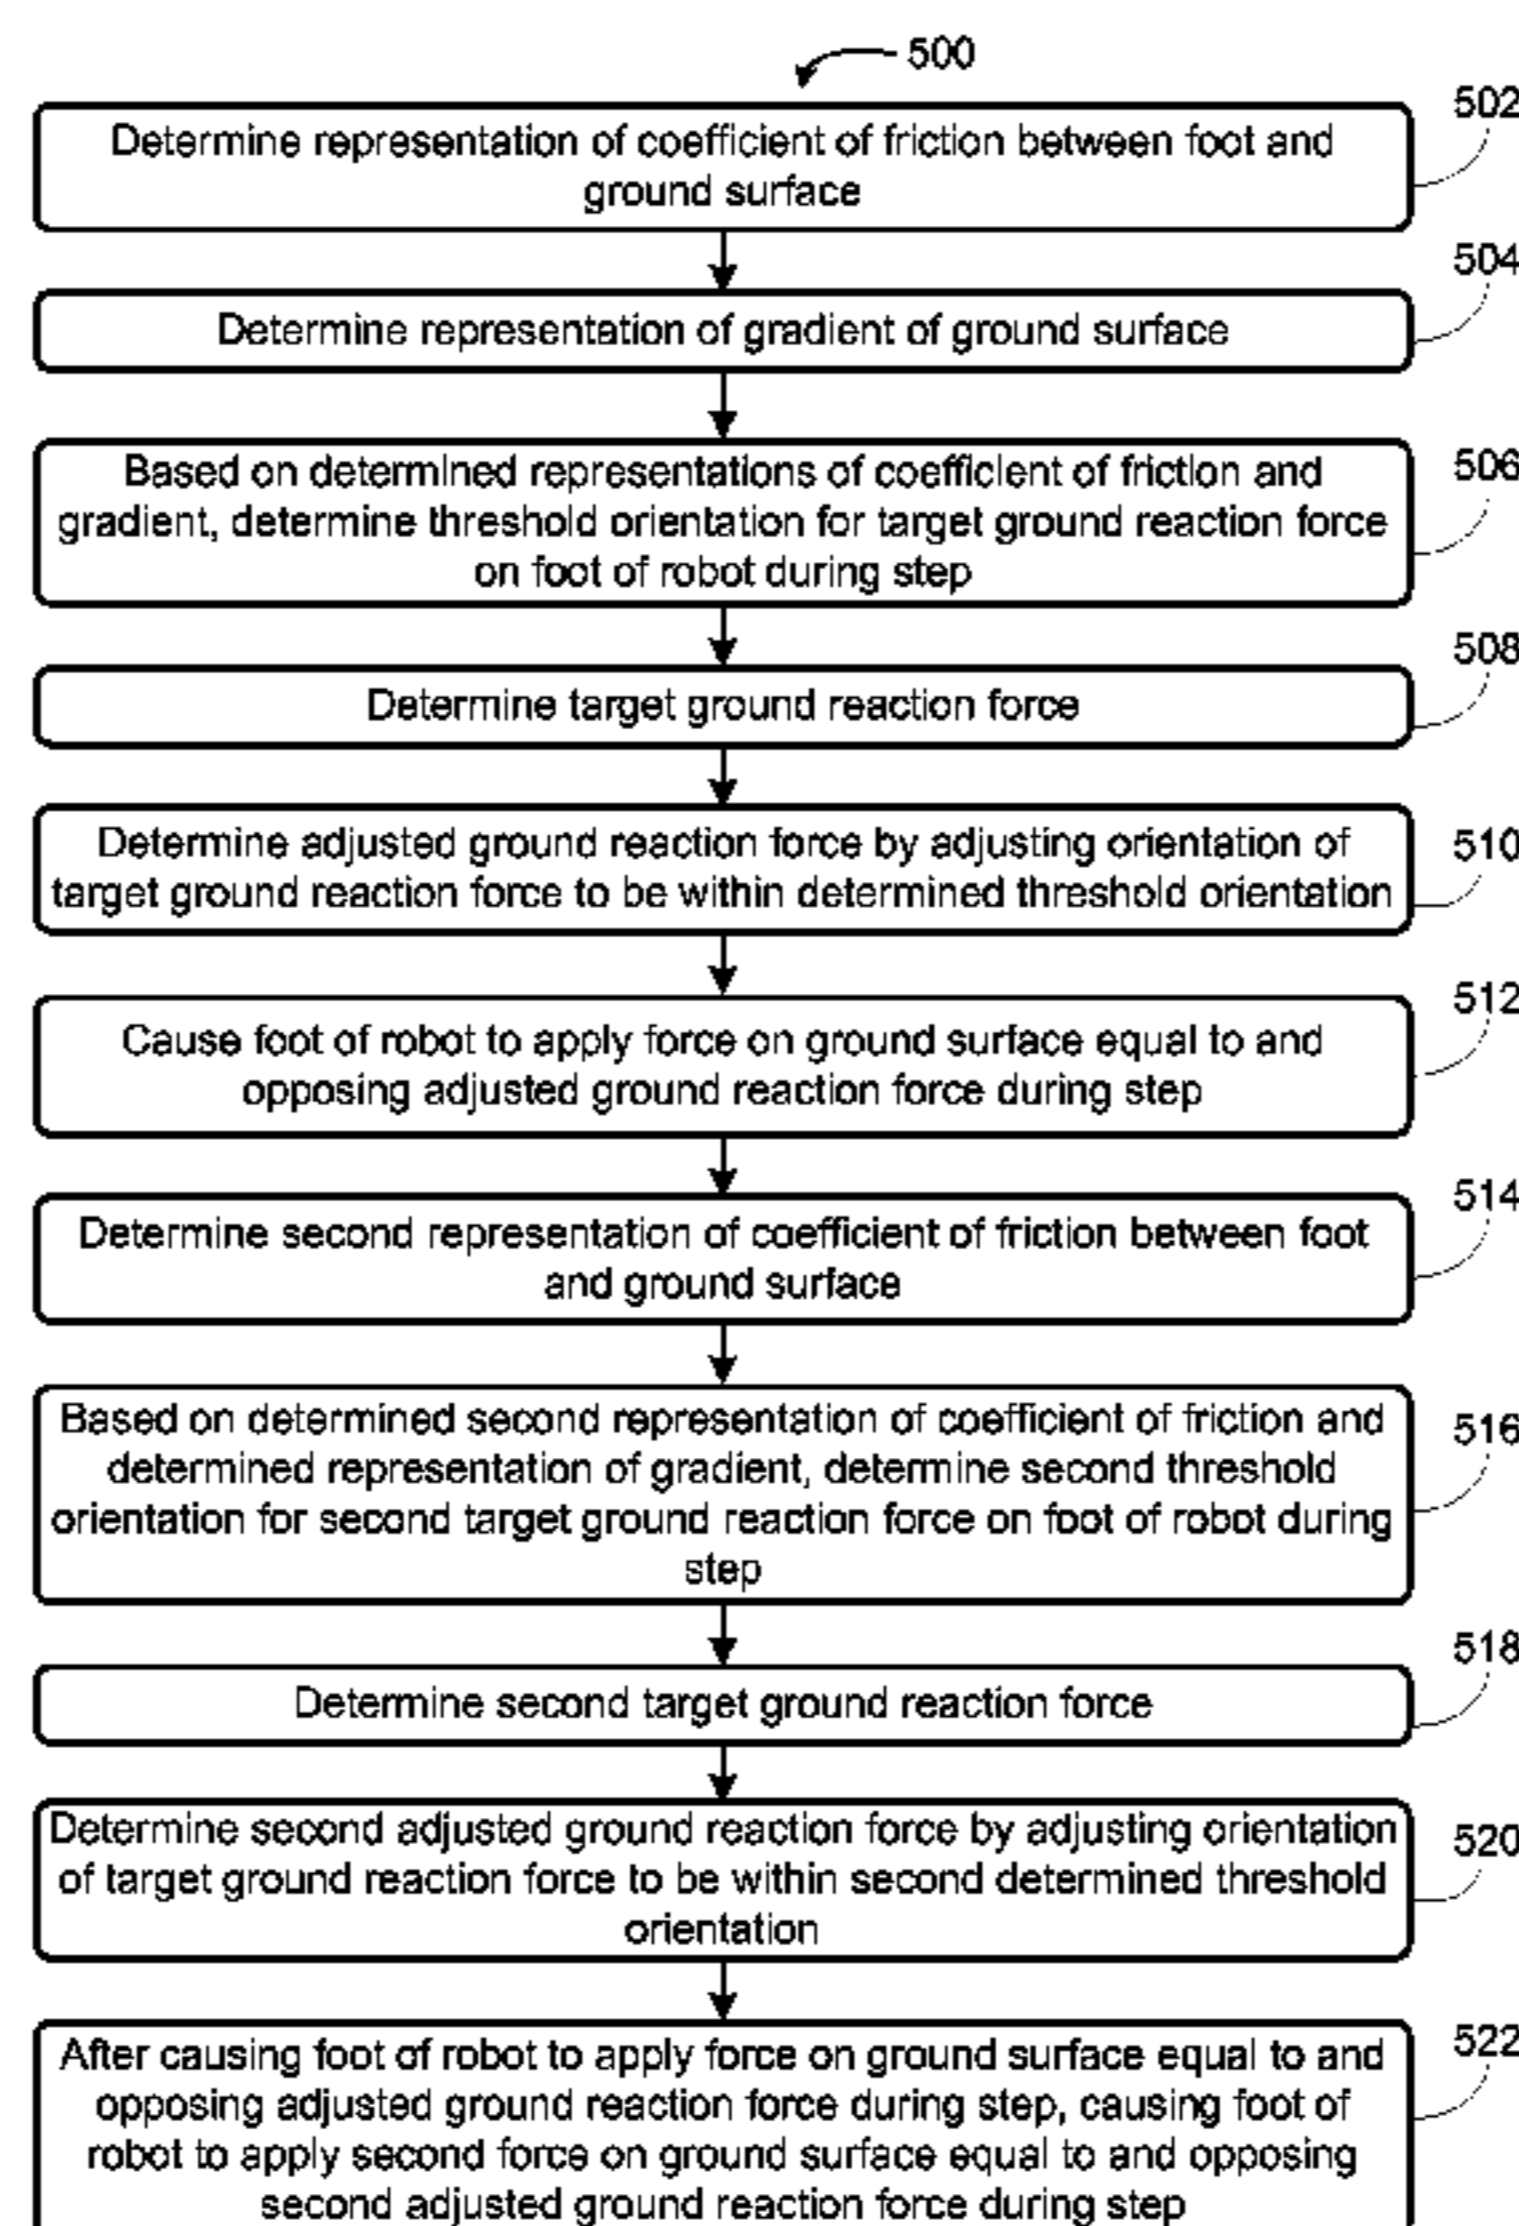 500
502
Determine representation of coefficient of friction between foot and
ground surface
504
Determine representation of gradient of ground surface
506
Based on determined representations of coefficient of friction and
gradient, determine threshold orientation for target ground reaction force
on foot of robot during step
508
Determine target ground reaction force
510
Determine adjusted ground reaction force by adjusting orientation of
target ground reaction force to be within determined threshold orientation
512
Cause foot of robot to apply force on ground surface equal to and
opposing adjusted ground reaction force during step
514
Determine second representation of coefficient of friction between foot
and ground surface
516
Based on determined second representation of coefficient of friction and
determined representation of gradient, determine second threshold
orientation for second target ground reaction force on foot of robot during
step
518
Determine second target ground reaction force
520
Determine second adjusted ground reaction force by adjusting orientation
of target ground reaction force to be within second determined threshold
orientation
522
After causing foot of robot to apply force on ground surface equal to and
opposing adjusted ground reaction force during step, causing foot of
robot to apply second force on ground surface equal to and opposing
second adjusted ground reaction force during step